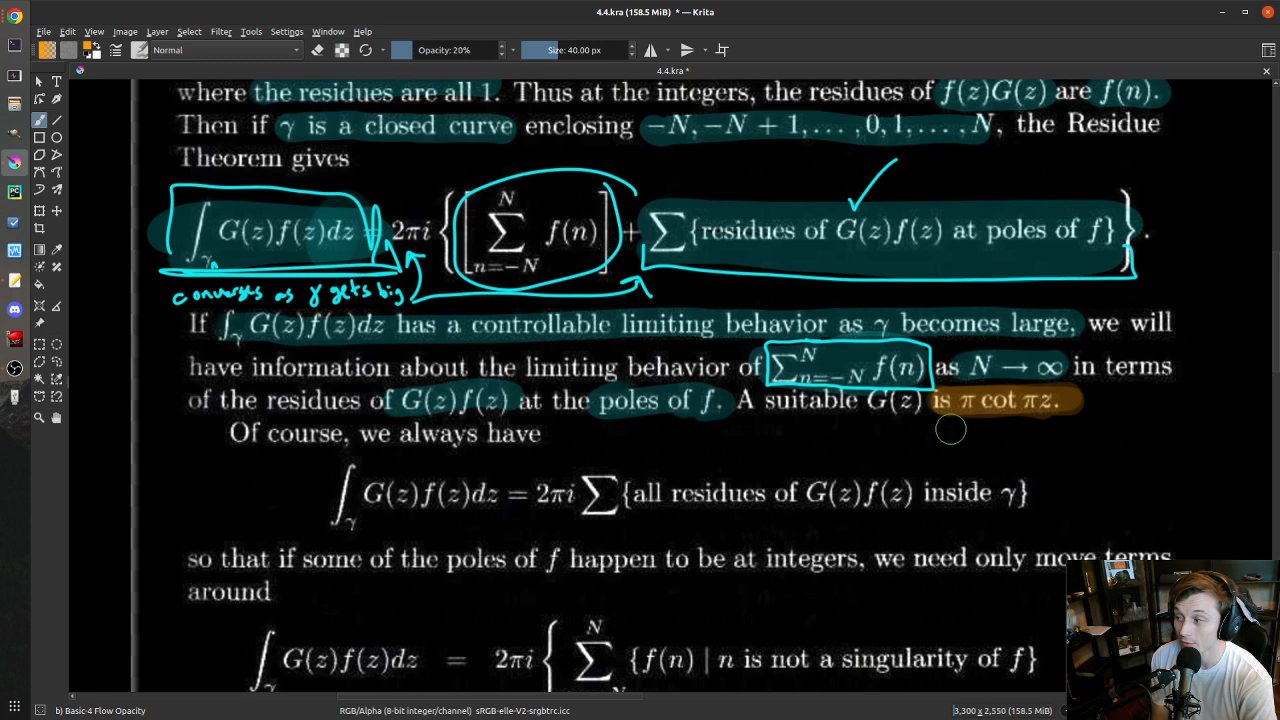 4.4.kra (158.5 MiB) * — Krita
File Edit View Image Layer Select Filter Tools Settings Window Help
Normal Opacity: 20% Size: 40.00 px
4.4.kra *
where the residues are all 1. Thus at the integers, the residues of f(z)G(z) are f(n).
Then if γ is a closed curve enclosing −N, −N + 1, . . . , 0, 1, . . . , N, the Residue
Theorem gives
∫_γn G(z)f(z)dz = 2πi { [ ∑_{n=−N}^{N} f(n) ] + ∑{residues of G(z)f(z) at poles of f} } .
converges as γ gets big
If ∫_γ G(z)f(z)dz has a controllable limiting behavior as γ becomes large, we will
have information about the limiting behavior of ∑_{n=−N}^{N} f(n) as N → ∞ in terms
of the residues of G(z)f(z) at the poles of f. A suitable G(z) is π cot πz.
Of course, we always have
∫_γ G(z)f(z)dz = 2πi ∑{all residues of G(z)f(z) inside γ}
so that if some of the poles of f happen to be at integers, we need only move terms
around
∫ G(z)f(z)dz = 2πi { ∑^N {f(n) | n is not a singularity of f}
b) Basic-4 Flow Opacity RGB/Alpha (8-bit integer/channel) sRGB-elle-V2-srgbtrc.icc 3,300 x 2,550 (158.5 MiB)